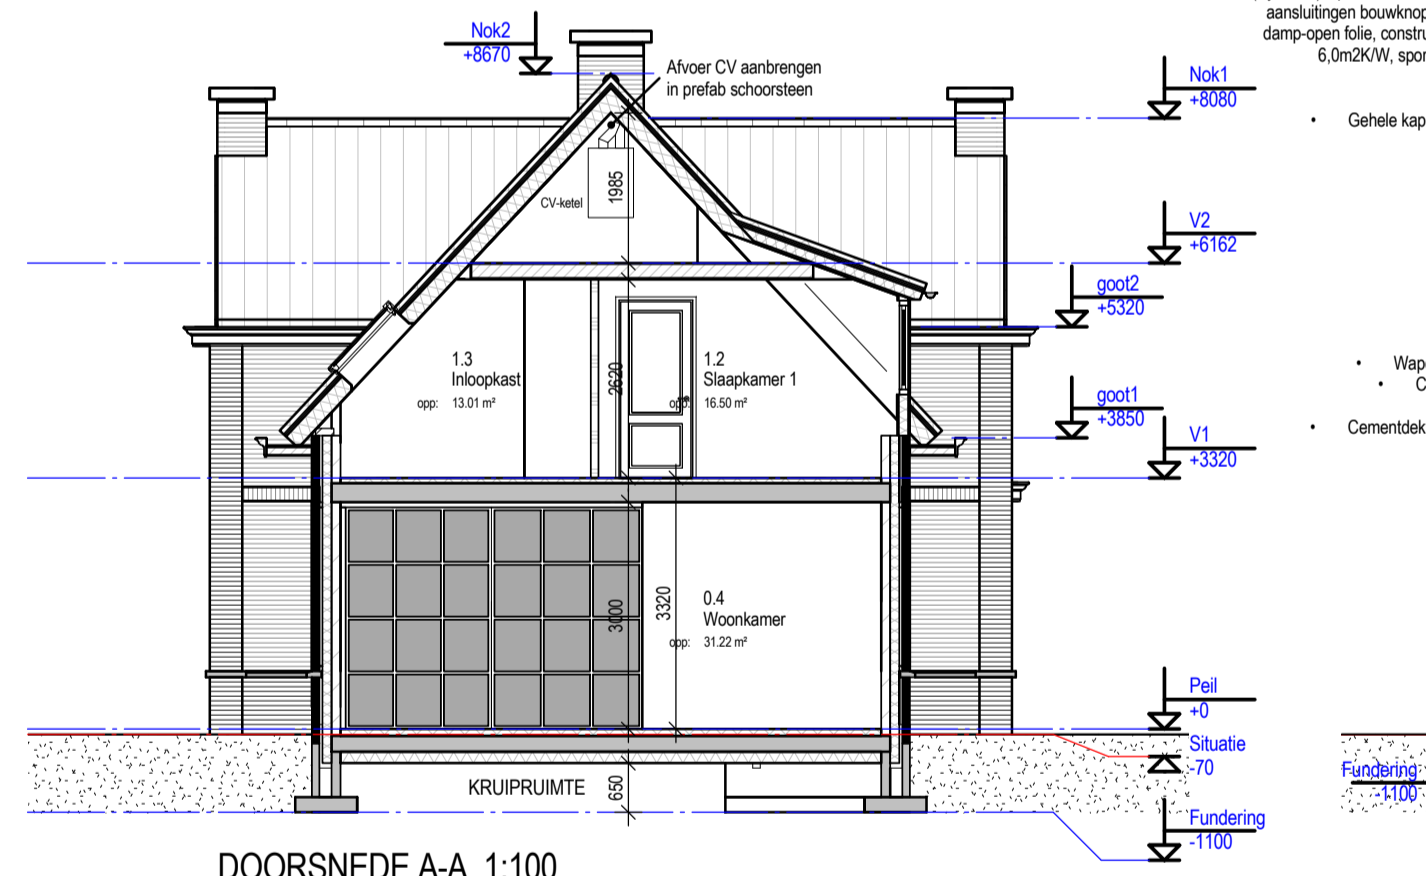 aansluitingen bouwknop
damp-open folie, constru
6,0m2K/W, spor
Nok2
+8670
Afvoer CV aanbrengen
in prefab schoorsteen
Nok1
+8080
• Gehele kap
CV-ketel
1985
V2
+6162
goot2
+5320
1.3
Inloopkast
opp: 13.01 m²
2620
1.2
Slaapkamer 1
opp: 16.50 m²
• Wap
• C
goot1
+3850
• Cementdek
V1
+3320
3000
3320
0.4
Woonkamer
opp: 31.22 m²
Peil
+0
Situatie
-70
Fundering
-1100
KRUIPRUIMTE
650
Fundering
-1100
DOORSNEDE A-A 1:100